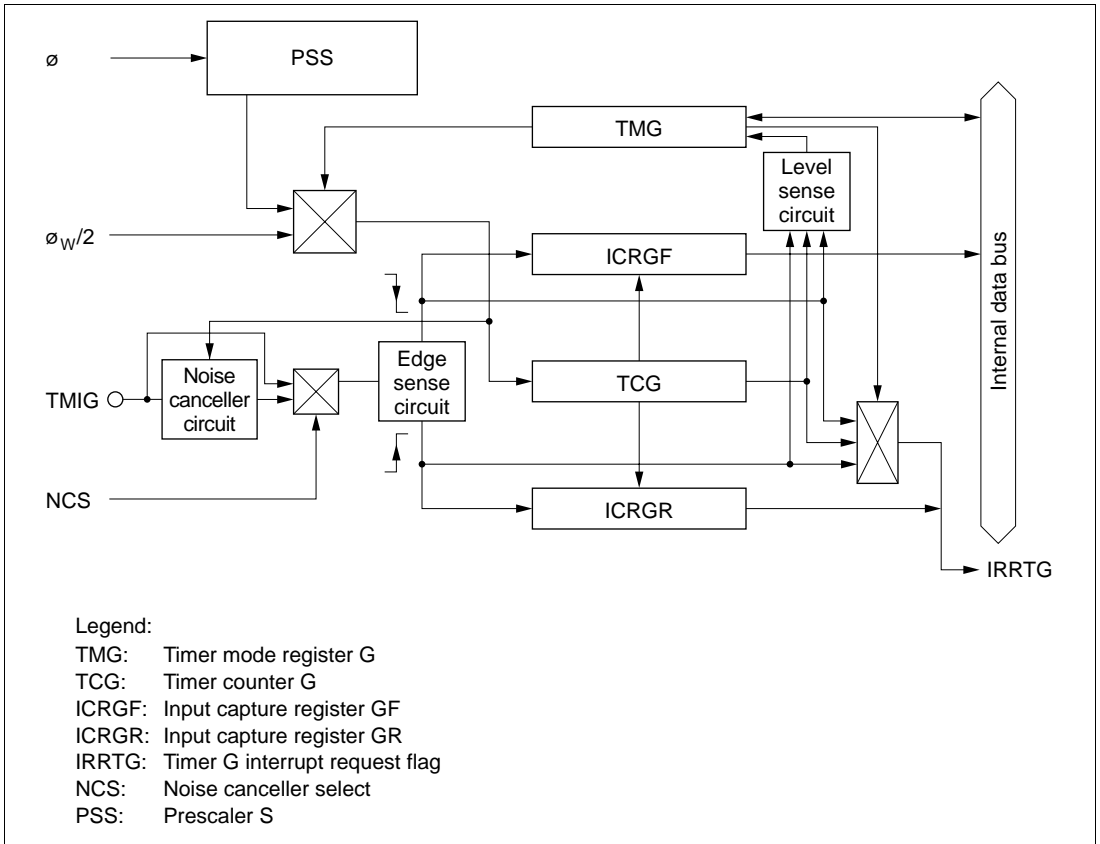 ø
PSS
TMG
Level
sense
circuit
øW/2
ICRGF
Internal data bus
Edge
sense
circuit
TCG
TMIG
Noise
canceller
circuit
NCS
ICRGR
IRRTG
Legend:
TMG: Timer mode register G
TCG: Timer counter G
ICRGF: Input capture register GF
ICRGR: Input capture register GR
IRRTG: Timer G interrupt request flag
NCS: Noise canceller select
PSS: Prescaler S